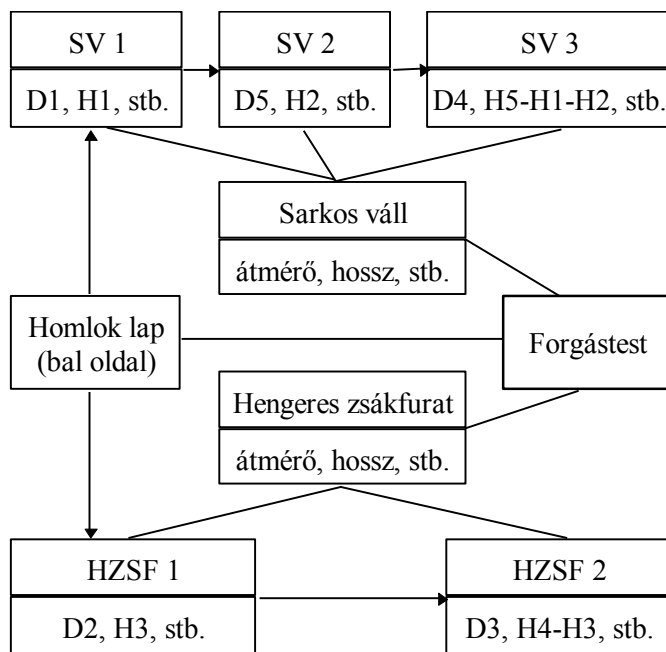 SV 1
SV 2
SV 3
D1, H1, stb.
D5, H2, stb.
D4, H5-H1-H2, stb.
Sarkos váll
átmérő, hossz, stb.
Homlok lap
(bal oldal)
Forgástest
Hengeres zsákfurat
átmérő, hossz, stb.
HZSF 1
HZSF 2
D2, H3, stb.
D3, H4-H3, stb.